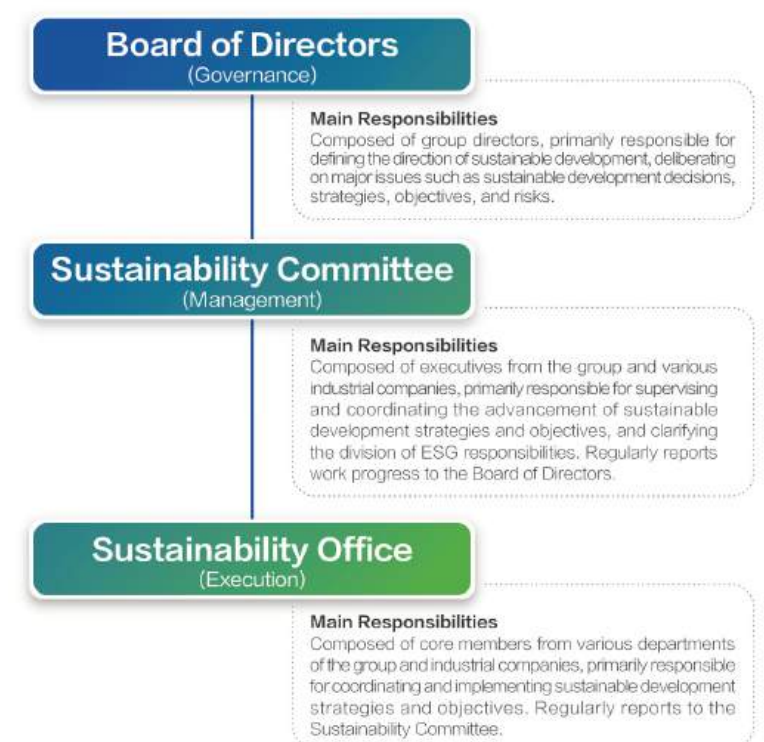 Board of Directors
(Governance)
Main Responsibilities
Composed of group directors, primarily responsible for
defining the direction of sustainable development, deliberating
on major issues such as sustainable development decisions,
strategies, objectives, and risks.
Sustainability Committee
(Management)
Main Responsibilities
Composed of executives from the group and various
industrial companies, primarily responsible for supervising
and coordinating the advancement of sustainable
development strategies and objectives, and clarifying
the division of ESG responsibilities. Regularly reports
work progress to the Board of Directors.
Sustainability Office
(Execution)
Main Responsibilities
Composed of core members from various departments
of the group and industrial companies, primarily responsible
for coordinating and implementing sustainable development
strategies and objectives. Regularly reports to the
Sustainability Committee.